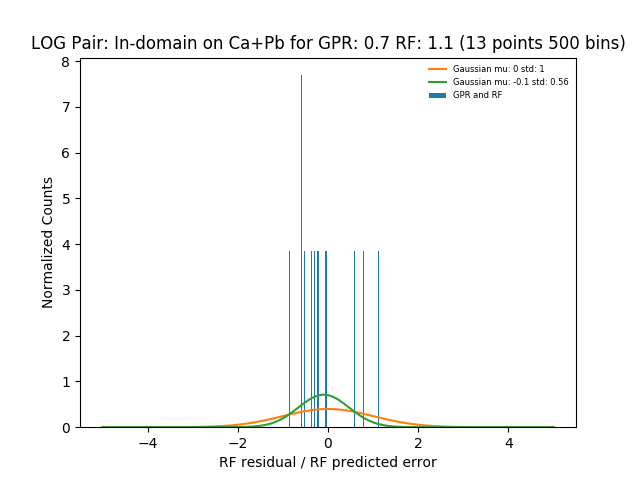 LOG Pair: In-domain on Ca+Pb for GPR: 0.7 RF: 1.1 (13 points 500 bins)
Gaussian mu: 0 std: 1
Gaussian mu: -0.1 std: 0.56
GPR and RF
Normalized Counts
8
7
6
5
4
3
2
1
0
−4
−2
0
2
4
RF residual / RF predicted error